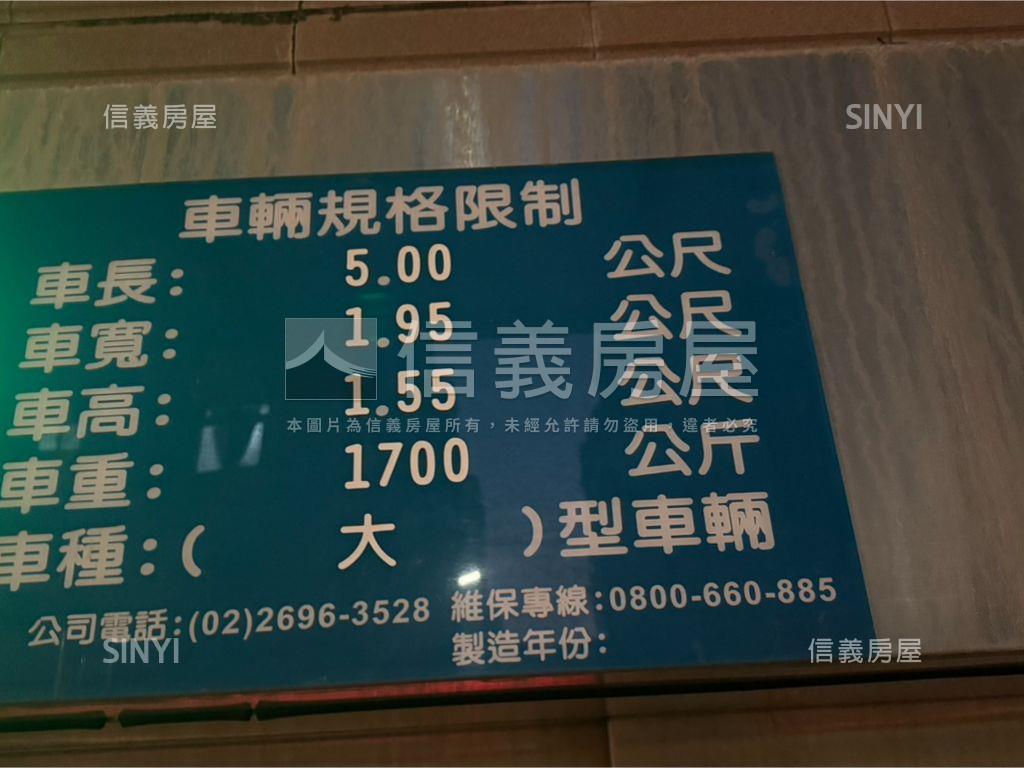 信義房屋 SINYI
車輛規格限制
車長: 5.00 公尺
車寬: 1.95 公尺
車高: 1.55 公尺
信義房屋
本圖片為信義房屋所有,未經允許請勿盜用,違者必究
車重: 1700 公斤
車種:( 大 )型車輛
公司電話:(02)2696-3528 維保專線:0800-660-885
製造年份:
SINYI 信義房屋